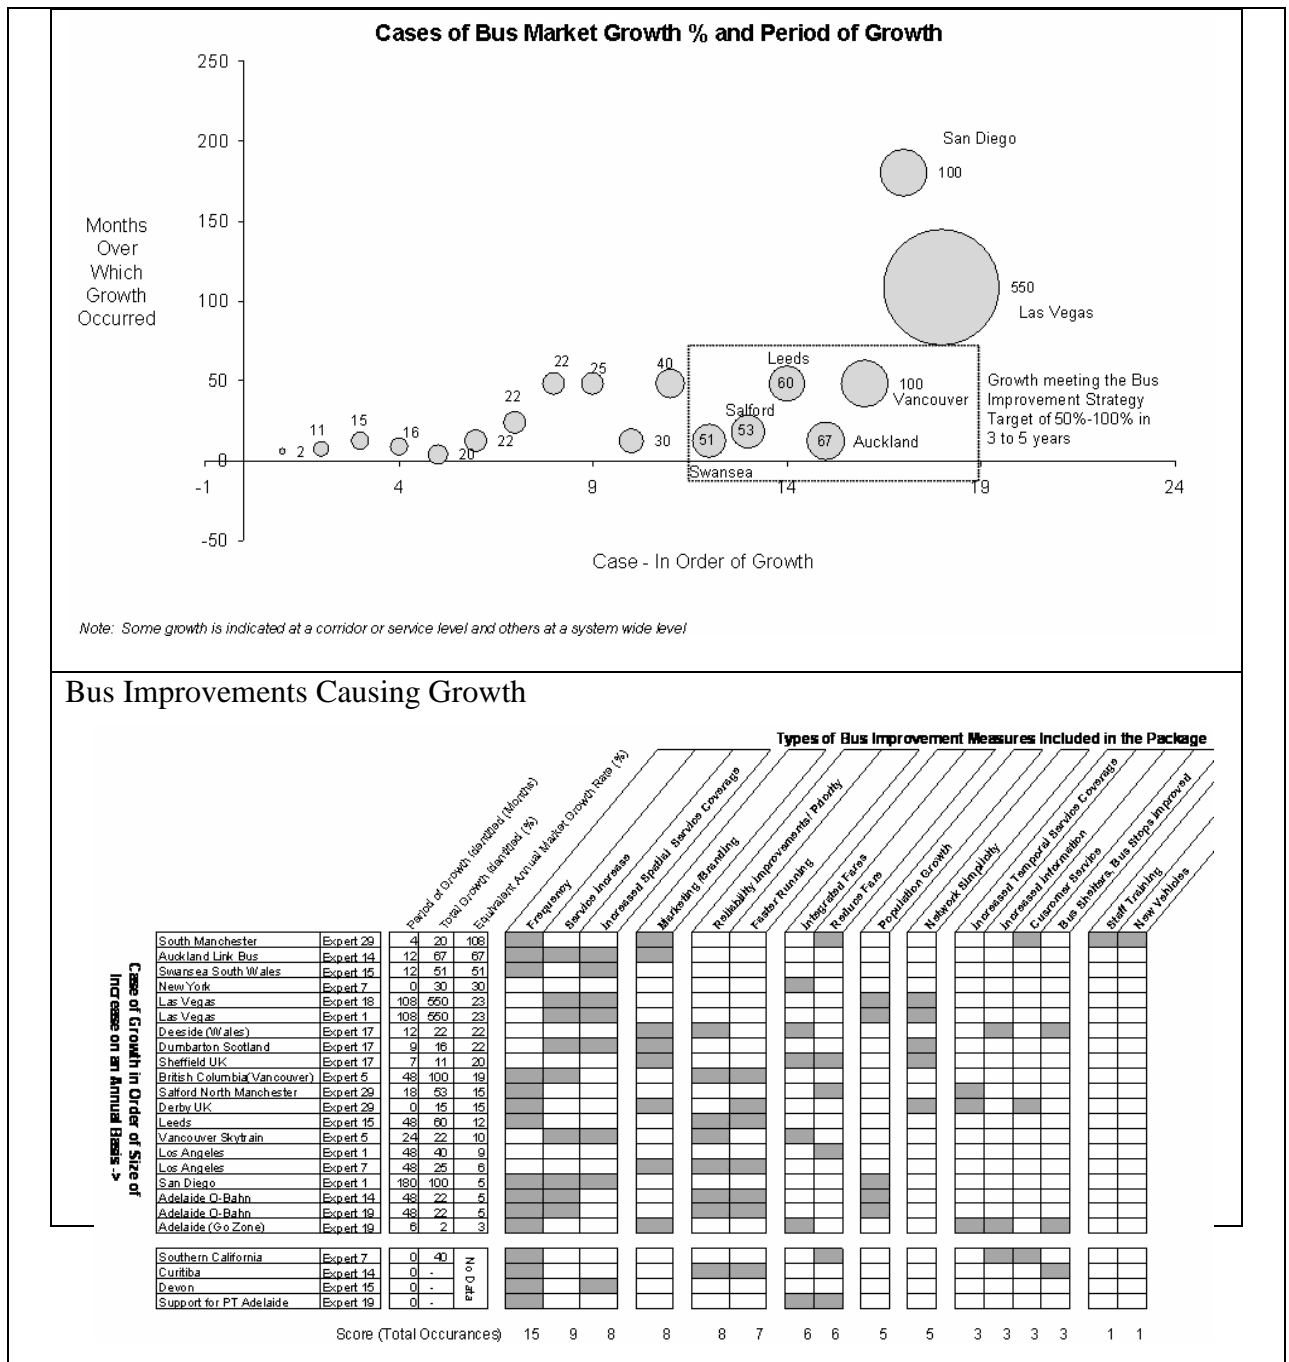 Cases of Bus Market Growth % and Period of Growth
250
200
150
100
50
0
-50
Months
Over
Which
Growth
Occurred
San Diego
100
550
Las Vegas
2
11
15
16
20
22
22
22
25
30
40
51
Swansea
Salford
53
Leeds
60
67
Auckland
100
Vancouver
Growth meeting the Bus
Improvement Strategy
Target of 50%-100% in
3 to 5 years
-1 4 9 14 19 24
Case - In Order of Growth
Note: Some growth is indicated at a corridor or service level and others at a system wide level
Bus Improvements Causing Growth
Types of Bus Improvement Measures Included in the Package
Period of Growth Identified (Months)
Total Growth Identified (%)
Equivalent Annual Market Growth Rate (%)
Frequency
Service Increase
Increased Spatial Service Coverage
Marketing /Branding
Reliability Improvements/ Priority
Faster Running
Integrated Fares
Reduce Fare
Population Growth
Network Simplicity
Increased Temporal Service Coverage
Increased Information
Customer Service
Bus Shelters, Bus Stops Improved
Staff Training
New Vehicles
Case of Growth in Order of Size of
Increase on an Annual Basis ->
South Manchester Expert 29 4 20 108
Auckland Link Bus Expert 14 12 67 67
Swansea South Wales Expert 15 12 51 51
New York Expert 7 0 30 30
Las Vegas Expert 18 108 550 23
Las Vegas Expert 1 108 550 23
Deeside (Wales) Expert 17 12 22 22
Dumbarton Scotland Expert 17 9 16 22
Sheffield UK Expert 17 7 11 20
British Columbia(Vancouver) Expert 5 48 100 19
Salford North Manchester Expert 29 18 53 15
Derby UK Expert 29 0 15 15
Leeds Expert 15 48 60 12
Vancouver Skytrain Expert 5 24 22 10
Los Angeles Expert 1 48 40 9
Los Angeles Expert 7 48 25 6
San Diego Expert 1 180 100 5
Adelaide O-Bahn Expert 14 48 22 5
Adelaide O-Bahn Expert 19 48 22 5
Adelaide (Go Zone) Expert 19 6 2 3
Southern California Expert 7 0 40
Curitiba Expert 14 0 -
Devon Expert 15 0 -
Support for PT Adelaide Expert 19 0 -
No Data
Score (Total Occurances) 15 9 8 8 8 7 6 6 5 5 3 3 3 3 1 1